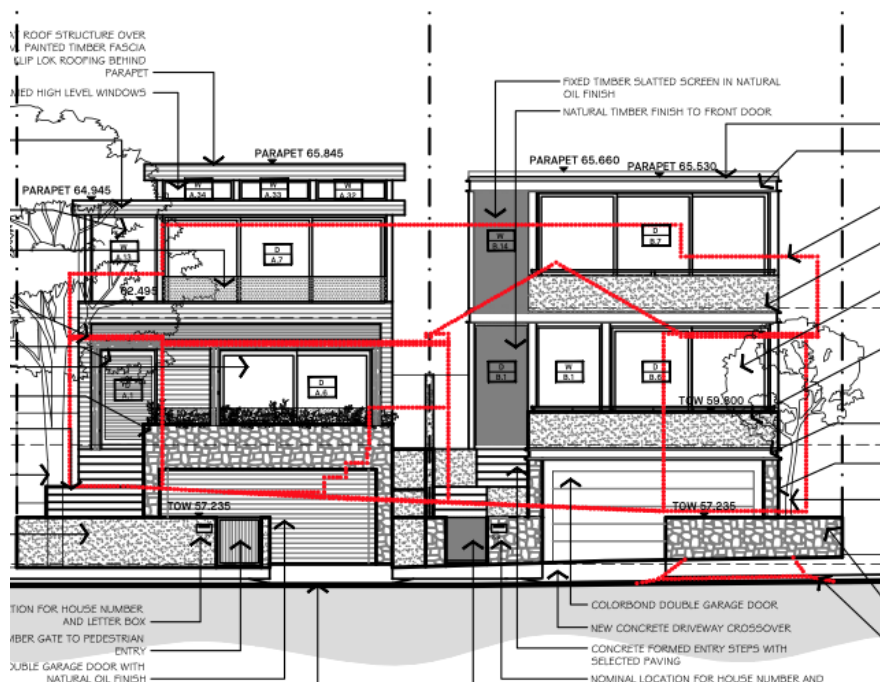 ROOF STRUCTURE OVER
PAINTED TIMBER FASCIA
LOK ROOFING BEHIND
PARAPET
HIGH LEVEL WINDOWS
FIXED TIMBER SLATTED SCREEN IN NATURAL
OIL FINISH
NATURAL TIMBER FINISH TO FRONT DOOR
PARAPET 65.845
PARAPET 65.660
PARAPET 65.530
PARAPET 64.945
W
A.34
W
A.33
W
A.32
W
A.13
D
A.7
W
B.14
D
B.7
62.495
D
A.1
D
A.6
D
B.1
W
B.1
D
B.6
TOW 59.800
TOW 57.235
TOW 57.235
FOR HOUSE NUMBER
AND LETTER BOX
GATE TO PEDESTRIAN
ENTRY
GARAGE DOOR WITH
NATURAL OIL FINISH
COLORBOND DOUBLE GARAGE DOOR
NEW CONCRETE DRIVEWAY CROSSOVER
CONCRETE FORMED ENTRY STEPS WITH
SELECTED PAVING
NOMINAL LOCATION FOR HOUSE NUMBER AND